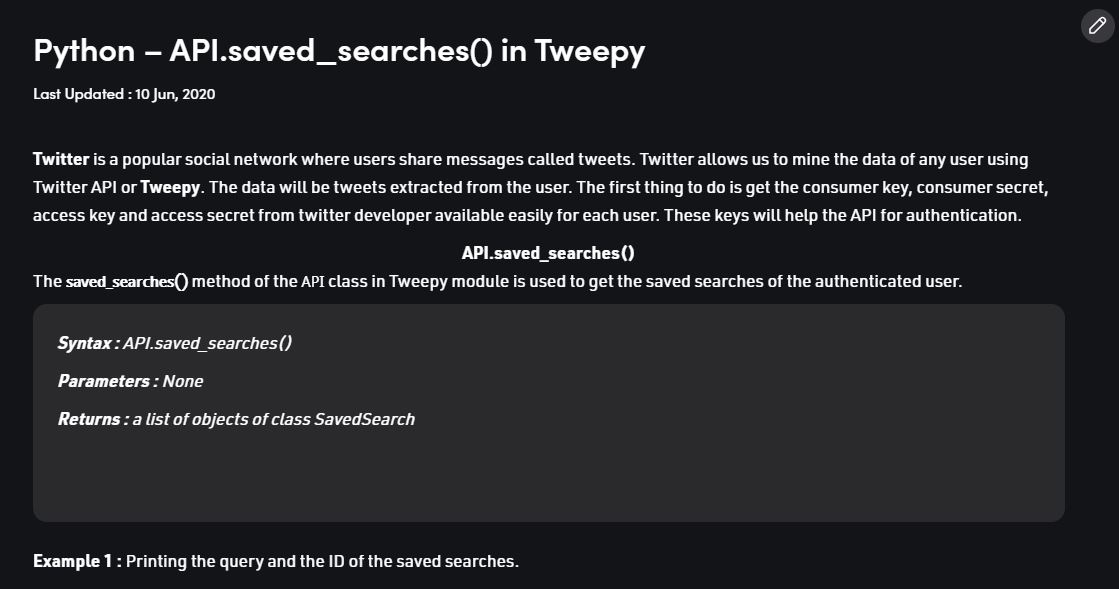 Python – API.saved_searches() in Tweepy
Last Updated : 10 Jun, 2020
Twitter is a popular social network where users share messages called tweets. Twitter allows us to mine the data of any user using
Twitter API or Tweepy. The data will be tweets extracted from the user. The first thing to do is get the consumer key, consumer secret,
access key and access secret from twitter developer available easily for each user. These keys will help the API for authentication.
API.saved_searches()
The saved_searches() method of the API class in Tweepy module is used to get the saved searches of the authenticated user.
Syntax : API.saved_searches()
Parameters : None
Returns : a list of objects of class SavedSearch
Example 1 : Printing the query and the ID of the saved searches.